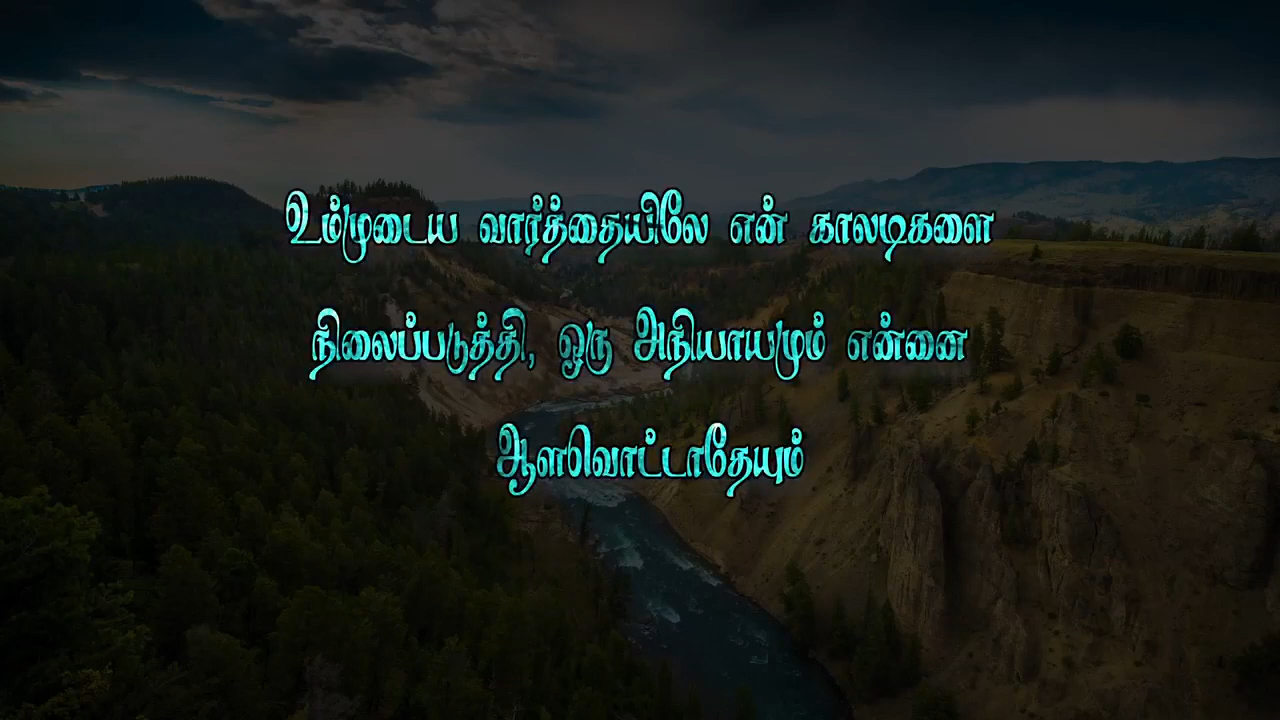 உம்முடைய வார்த்தையிலே என் காலடிகளை
நிலைப்படுத்தி, ஒரு அநியாயமும் என்னை
ஆளவொட்டாதேயும்